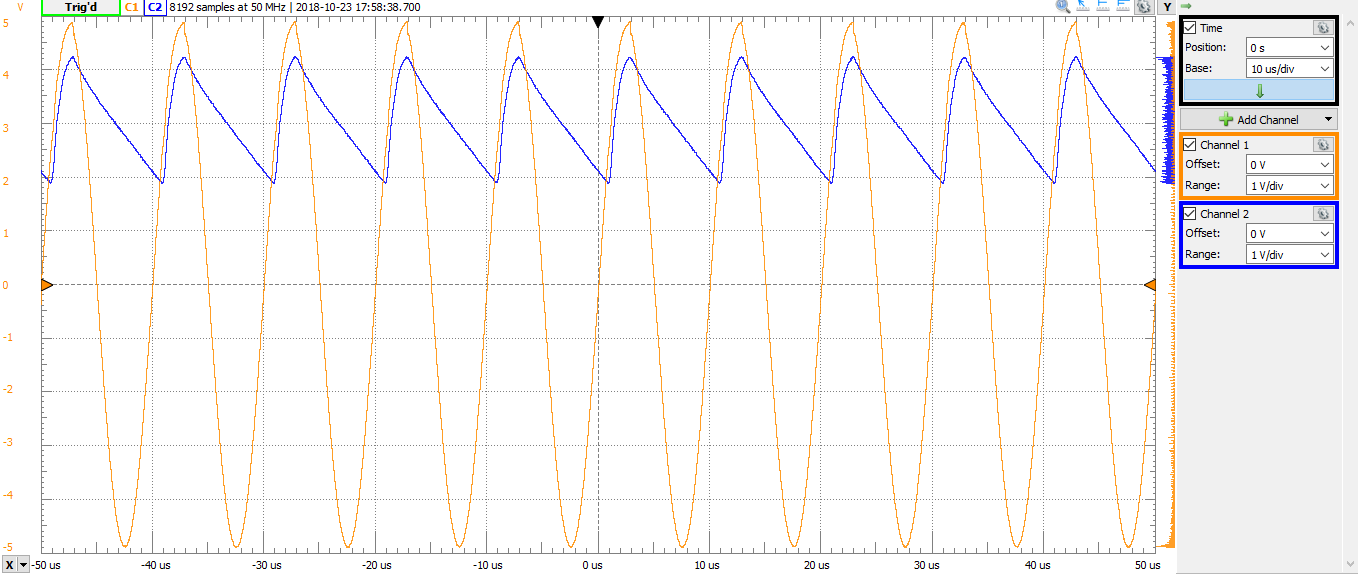 V Trig'd C1 C2 8192 samples at 50 MHz | 2018-10-23 17:58:38.700 Y
5
4
3
2
1
0
-1
-2
-3
-4
-5
X -50 us -40 us -30 us -20 us -10 us 0 us 10 us 20 us 30 us 40 us 50 us
Time
Position: 0 s
Base: 10 us/div
Add Channel
Channel 1
Offset: 0 V
Range: 1 V/div
Channel 2
Offset: 0 V
Range: 1 V/div